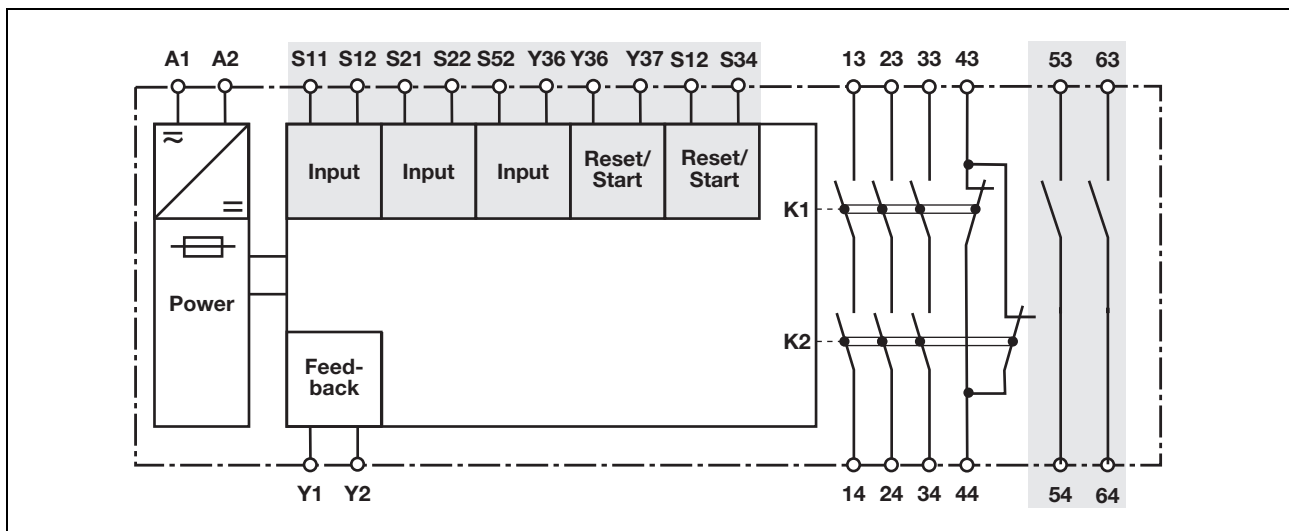 A1 A2 S11 S12 S21 S22 S52 Y36 Y36 Y37 S12 S34 13 23 33 43 53 63
Input Input Input Reset/ Start Reset/ Start
K1
Power
K2
Feed-
back
Y1 Y2 14 24 34 44 54 64